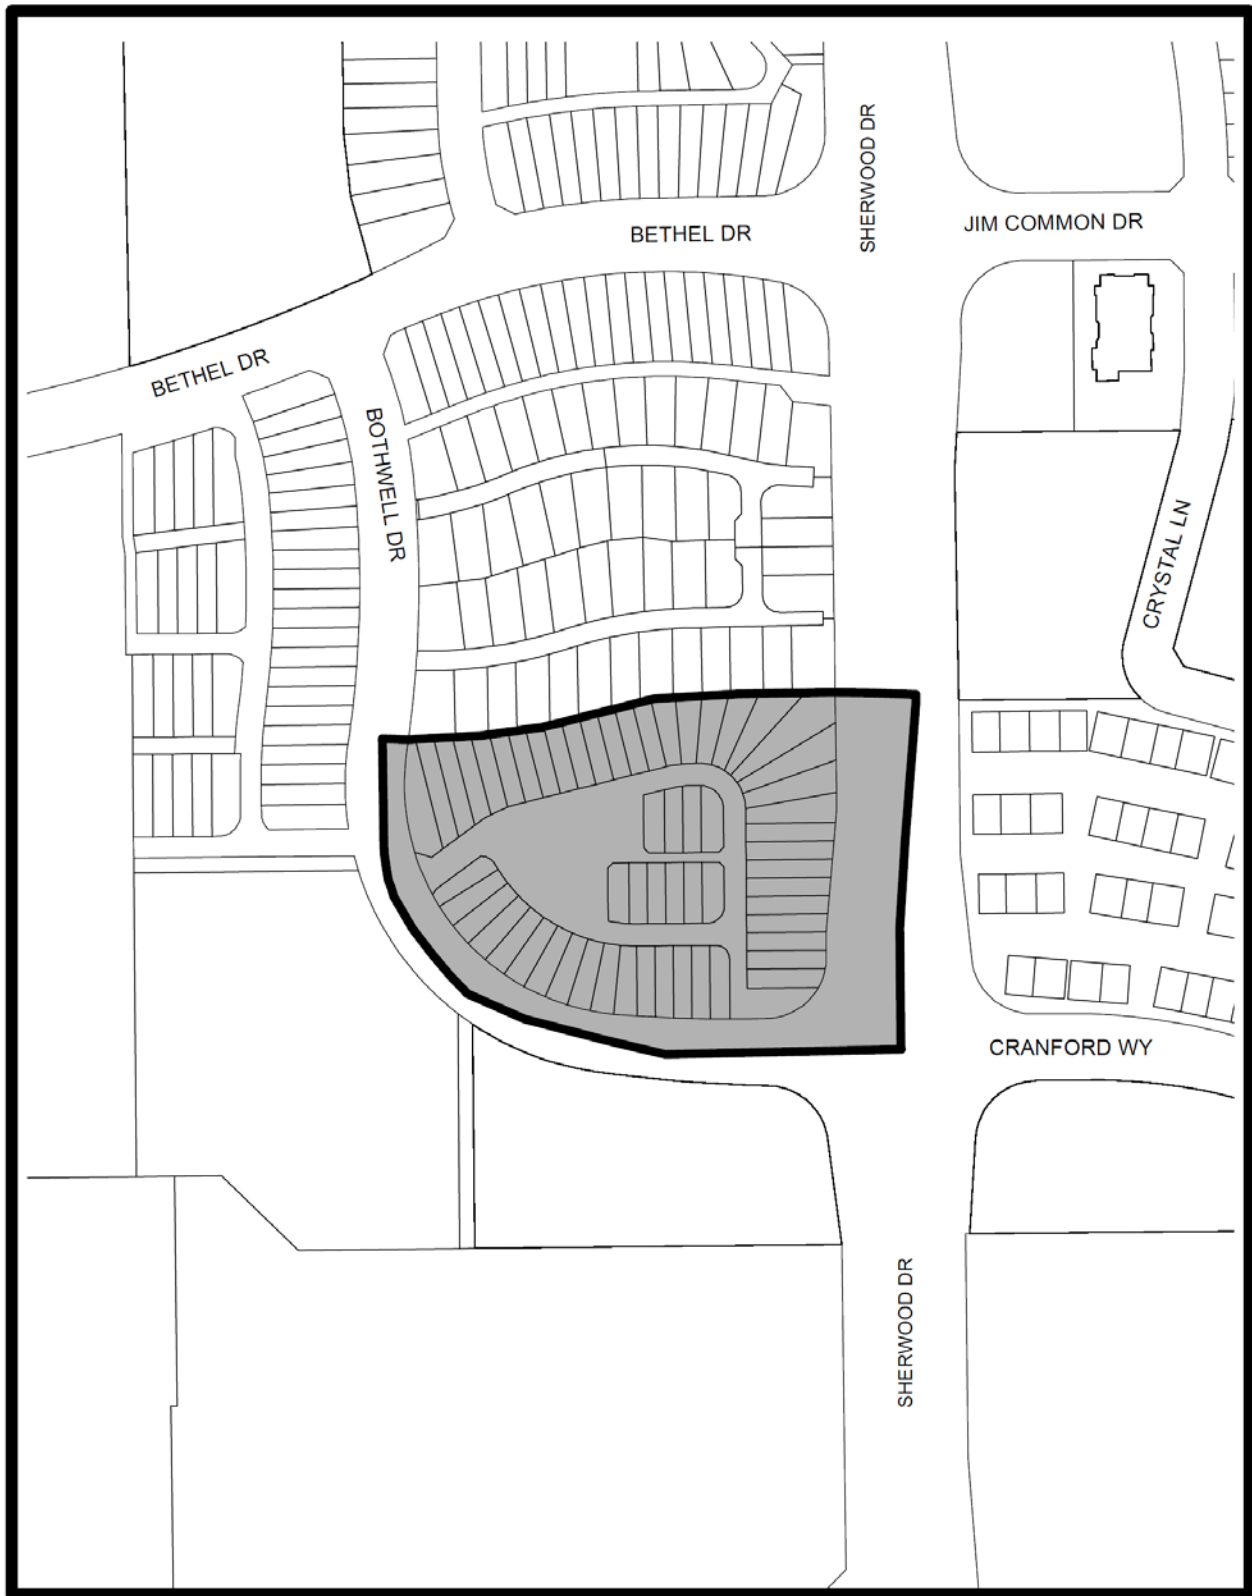 SHERWOOD DR
JIM COMMON DR
BETHEL DR
BETHEL DR
BOTHWELL DR
CRYSTAL LN
CRANFORD WY
SHERWOOD DR